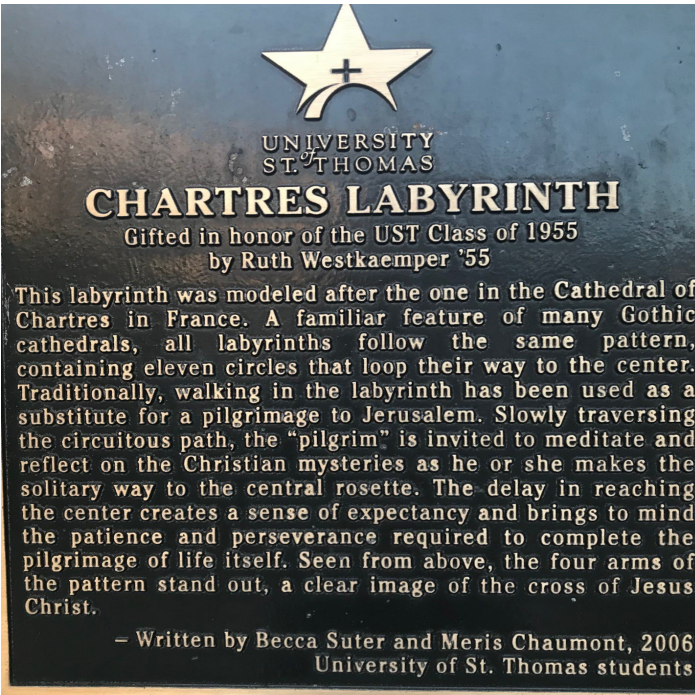 UNIVERSITY
of
ST. THOMAS
CHARTRES LABYRINTH
Gifted in honor of the UST Class of 1955
by Ruth Westkaemper '55
This labyrinth was modeled after the one in the Cathedral of
Chartres in France. A familiar feature of many Gothic
cathedrals, all labyrinths follow the same pattern,
containing eleven circles that loop their way to the center.
Traditionally, walking in the labyrinth has been used as a
substitute for a pilgrimage to Jerusalem. Slowly traversing
the circuitous path, the “pilgrim” is invited to meditate and
reflect on the Christian mysteries as he or she makes the
solitary way to the central rosette. The delay in reaching
the center creates a sense of expectancy and brings to mind
the patience and perseverance required to complete the
pilgrimage of life itself. Seen from above, the four arms of
the pattern stand out, a clear image of the cross of Jesus
Christ.
– Written by Becca Suter and Meris Chaumont, 2006
University of St. Thomas students